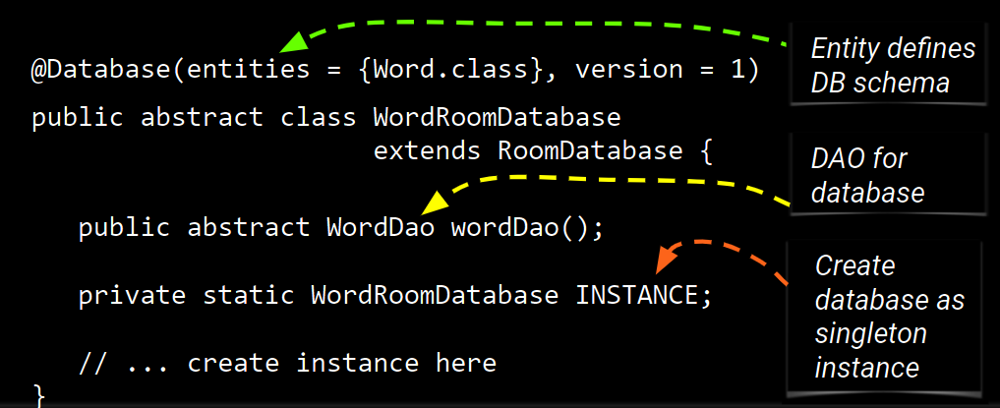 @Database(entities = {Word.class}, version = 1)
public abstract class WordRoomDatabase
extends RoomDatabase {
public abstract WordDao wordDao();
private static WordRoomDatabase INSTANCE;
// ... create instance here
}
Entity defines
DB schema
DAO for
database
Create
database as
singleton
instance